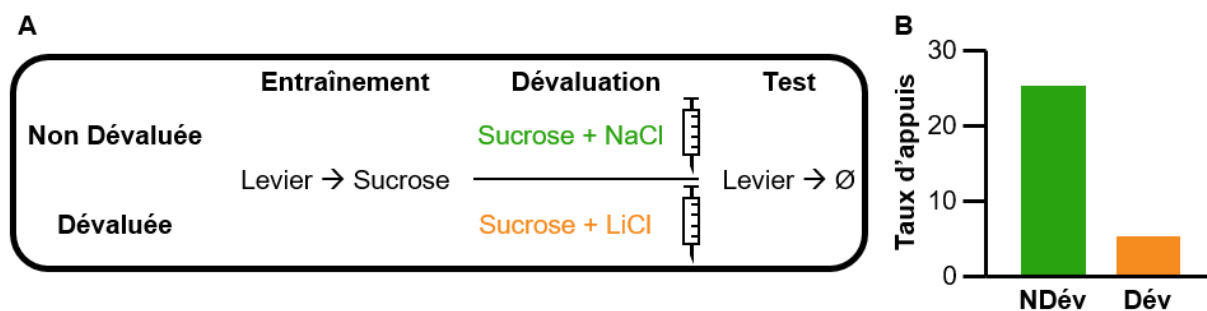 A
Entraînement Dévaluation Test
Non Dévaluée Sucrose + NaCl
Levier → Sucrose Levier → Ø
Dévaluée Sucrose + LiCl
B
Taux d'appuis
30
20
10
0
NDév Dév